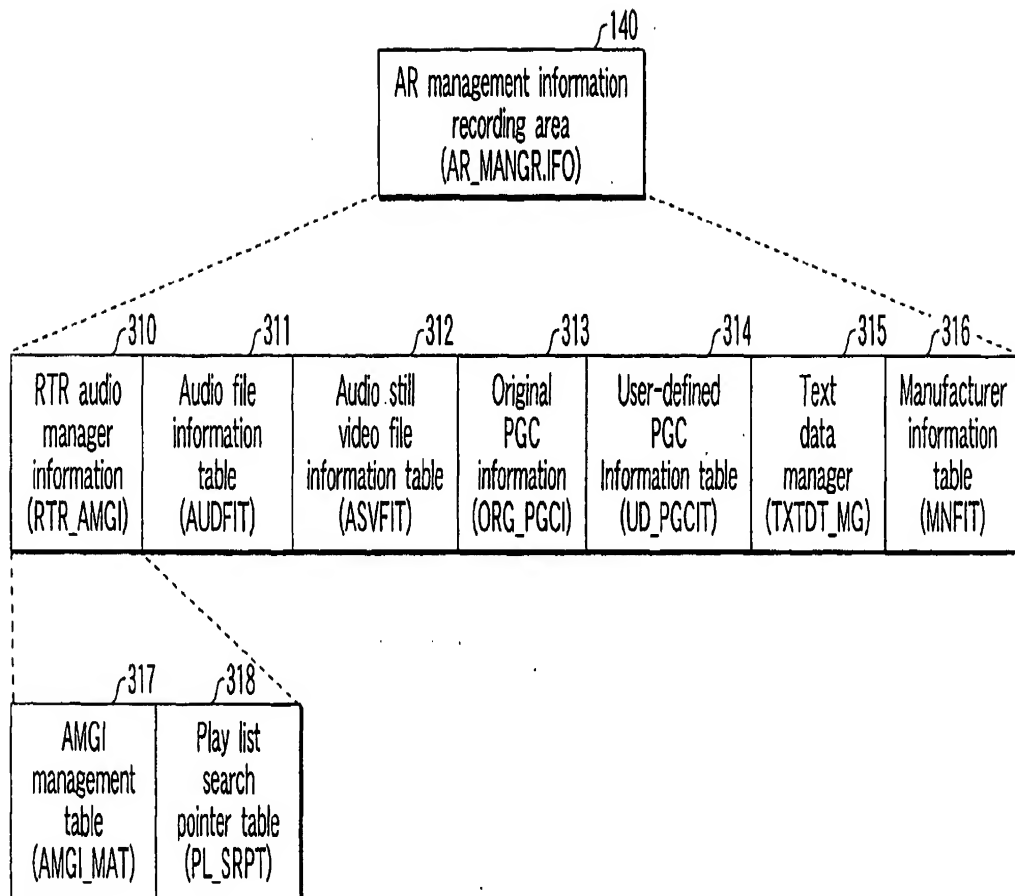 140
AR management information
recording area
(AR_MANGR.IFO)
310
311
312
313
314
315
316
RTR audio
manager
information
(RTR_AMGI)
Audio file
information
table
(AUDFIT)
Audio still
video file
information table
(ASVFIT)
Original
PGC
information
(ORG_PGCI)
User-defined
PGC
Information table
(UD_PGCIT)
Text
data
manager
(TXTDT_MG)
Manufacturer
information
table
(MNFIT)
317
318
AMGI
management
table
(AMGI_MAT)
Play list
search
pointer table
(PL_SRPT)